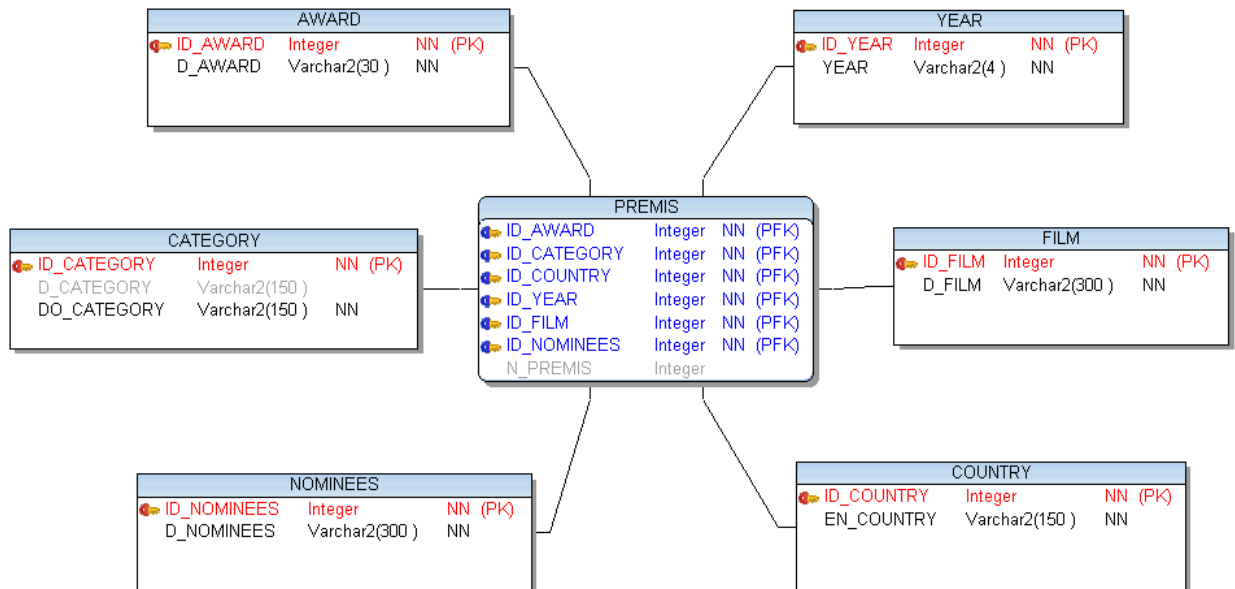 AWARD
ID_AWARD Integer NN (PK)
D_AWARD Varchar2(30 ) NN
YEAR
ID_YEAR Integer NN (PK)
YEAR Varchar2(4 ) NN
PREMIS
ID_AWARD Integer NN (PFK)
ID_CATEGORY Integer NN (PFK)
ID_COUNTRY Integer NN (PFK)
ID_YEAR Integer NN (PFK)
ID_FILM Integer NN (PFK)
ID_NOMINEES Integer NN (PFK)
N_PREMIS Integer
CATEGORY
ID_CATEGORY Integer NN (PK)
D_CATEGORY Varchar2(150 )
DO_CATEGORY Varchar2(150 ) NN
FILM
ID_FILM Integer NN (PK)
D_FILM Varchar2(300 ) NN
NOMINEES
ID_NOMINEES Integer NN (PK)
D_NOMINEES Varchar2(300 ) NN
COUNTRY
ID_COUNTRY Integer NN (PK)
EN_COUNTRY Varchar2(150 ) NN